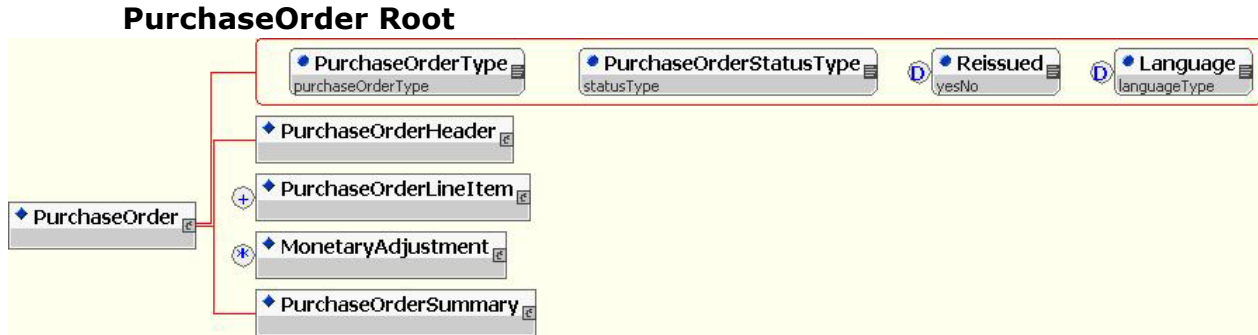 PurchaseOrder Root
PurchaseOrderType
purchaseOrderType
PurchaseOrderStatusType
statusType
D
Reissued
yesNo
D
Language
languageType
PurchaseOrderHeader
+
PurchaseOrderLineItem
PurchaseOrder
*
MonetaryAdjustment
PurchaseOrderSummary